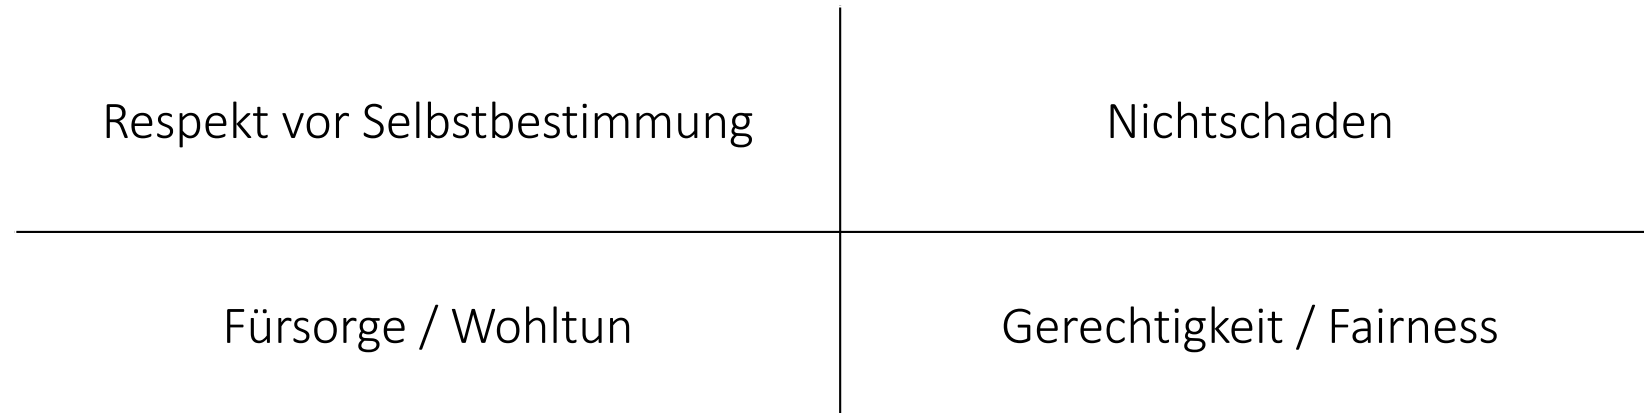 Respekt vor Selbstbestimmung
Nichtschaden
Fürsorge / Wohltun
Gerechtigkeit / Fairness